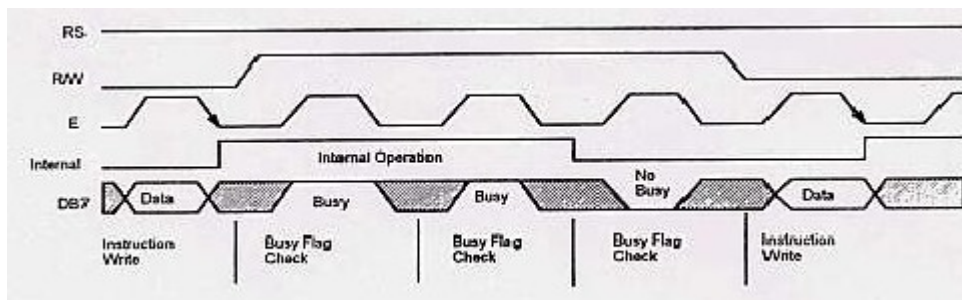 RS
R/W
E
Internal
Internal Operation
DB7
Data
Busy
Busy
No
Busy
Data
Instruction
Write
Busy Flag
Check
Busy Flag
Check
Busy Flag
Check
Instruction
Write